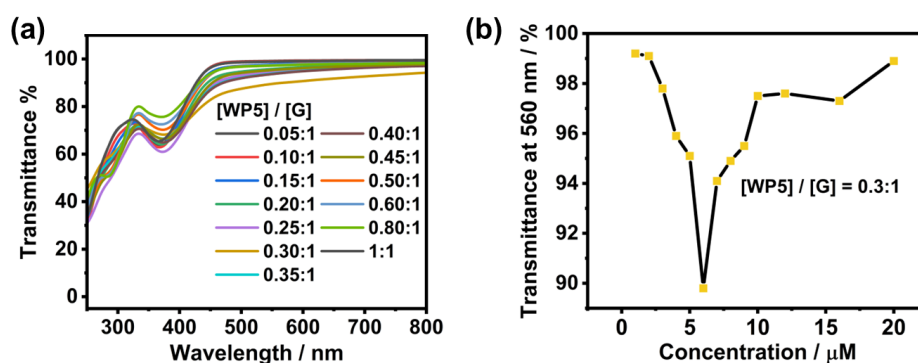 (a)
Transmittance %
100
80
60
40
20
0
[WP5] / [G]
0.05:1
0.10:1
0.15:1
0.20:1
0.25:1
0.30:1
0.35:1
0.40:1
0.45:1
0.50:1
0.60:1
0.80:1
1:1
300 400 500 600 700 800
Wavelength / nm
(b)
Transmittance at 560 nm / %
98
96
94
92
90
[WP5] / [G] = 0.3:1
0 5 10 15 20
Concentration / μM